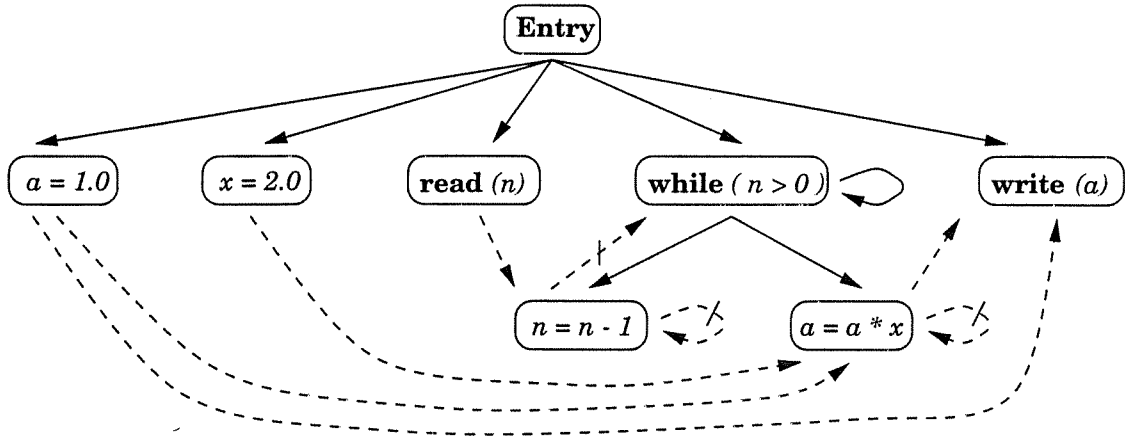 Entry
a = 1.0
x = 2.0
read (n)
while ( n > 0 )
write (a)
n = n - 1
a = a * x